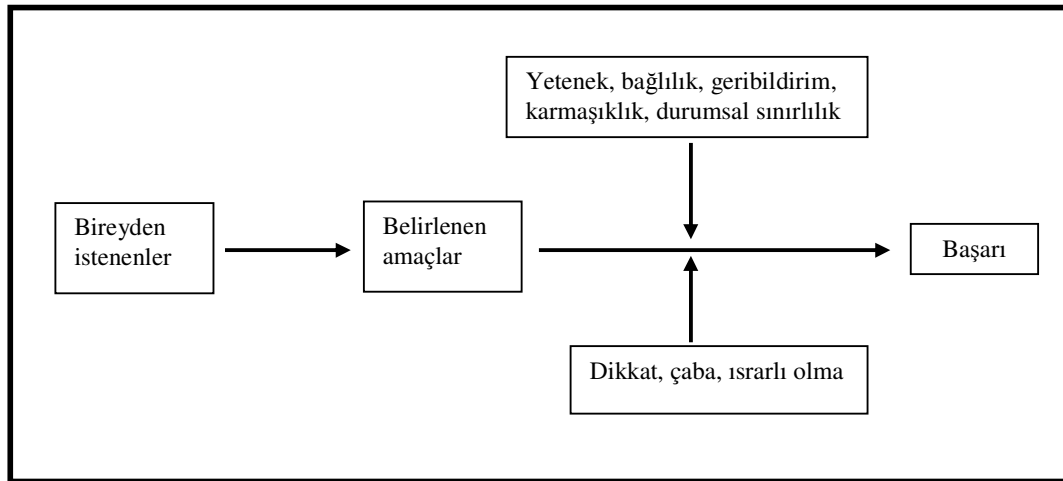 Yetenek, bağlılık, geribildirim,
karmaşıklık, durumsal sınırlılık
Bireyden
istenenler
Belirlenen
amaçlar
Başarı
Dikkat, çaba, ısrarlı olma